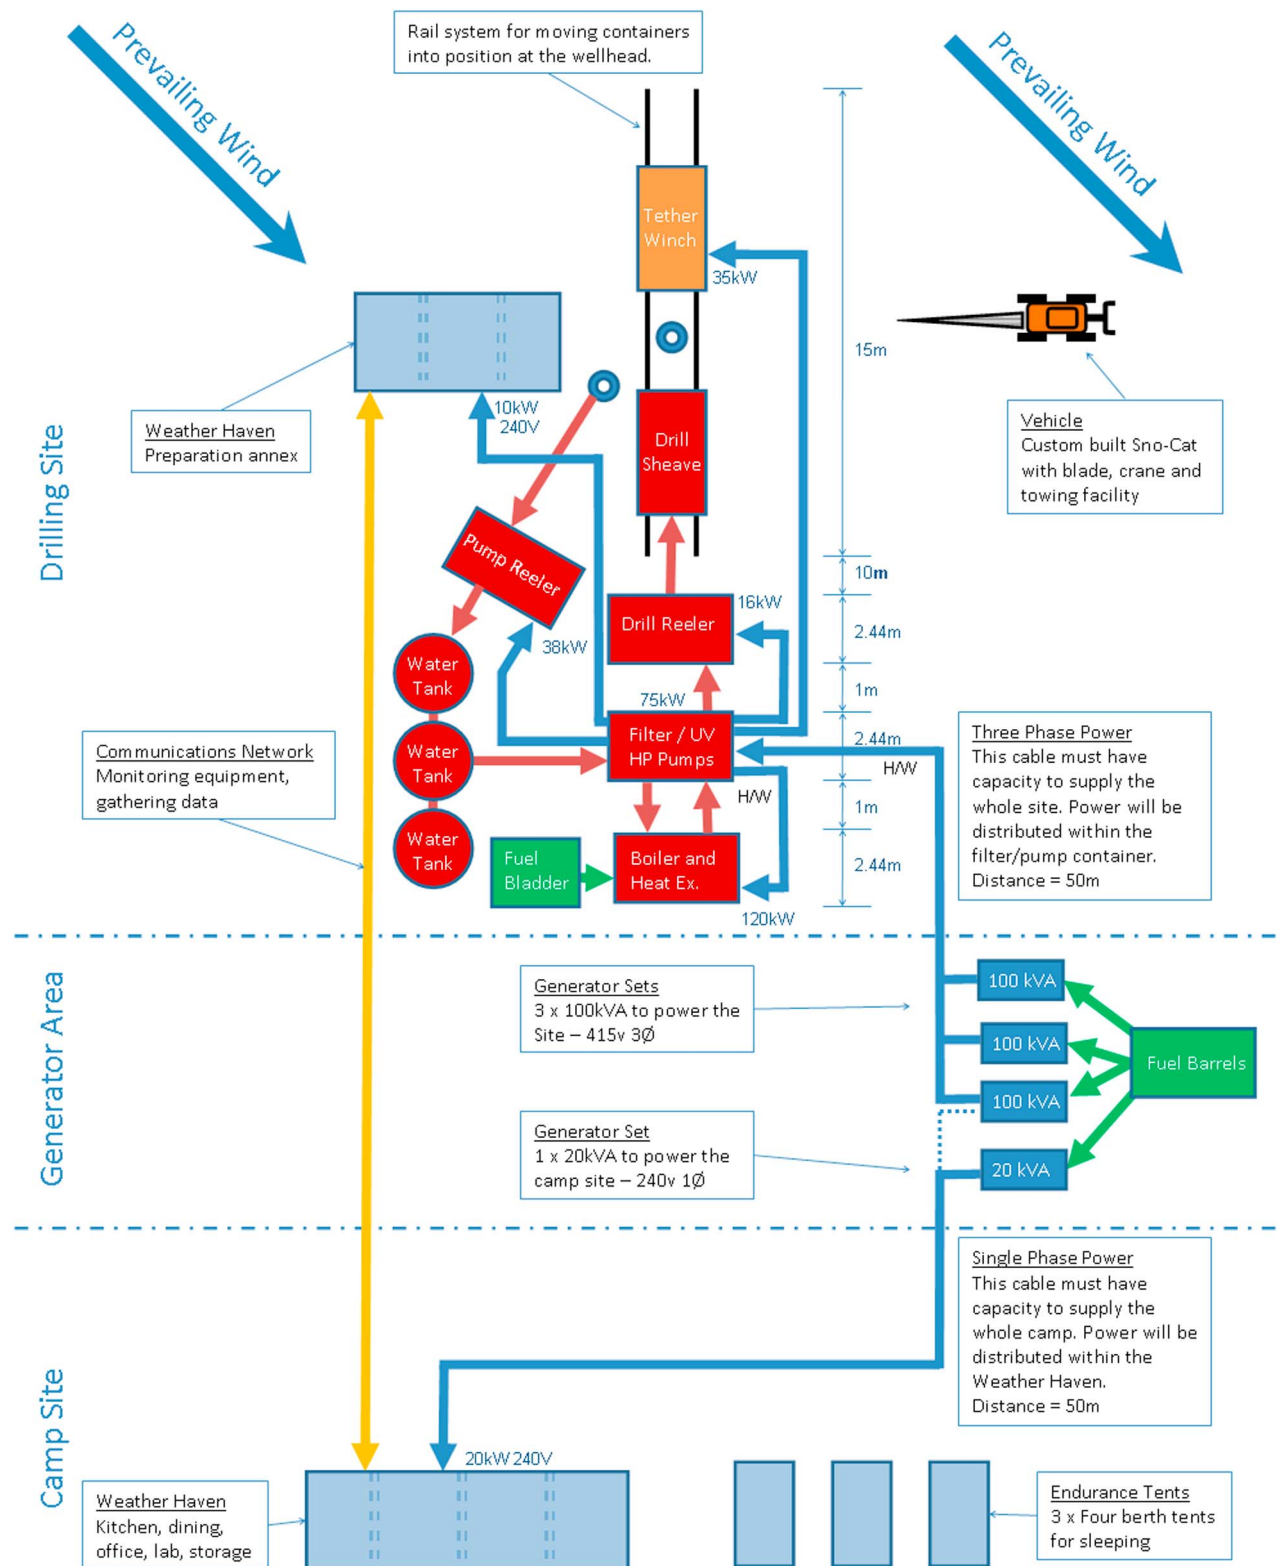 Prevailing Wind
Rail system for moving containers
into position at the wellhead.
Prevailing Wind
Tether
Winch
35kW
15m
10kW
240V
Weather Haven
Preparation annex
Drill
Sheave
Vehicle
Custom built Sno-Cat
with blade, crane and
towing facility
Drilling Site
Pump Reeler
10m
16kW
Drill Reeler
2.44m
38kW
Water
Tank
1m
75kW
Communications Network
Monitoring equipment,
gathering data
Water
Tank
Filter / UV
HP Pumps
2.44m
H/W
H/W
Three Phase Power
This cable must have
capacity to supply the
whole site. Power will be
distributed within the
filter/pump container.
Distance = 50m
1m
Water
Tank
Fuel
Bladder
Boiler and
Heat Ex.
2.44m
120kW
Generator Area
Generator Sets
3 x 100kVA to power the
Site – 415v 3Ø
100 kVA
100 kVA
Fuel Barrels
100 kVA
Generator Set
1 x 20kVA to power the
camp site – 240v 1Ø
20 kVA
Single Phase Power
This cable must have
capacity to supply the
whole camp. Power will be
distributed within the
Weather Haven.
Distance = 50m
Camp Site
20kW 240V
Weather Haven
Kitchen, dining,
office, lab, storage
Endurance Tents
3 x Four berth tents
for sleeping